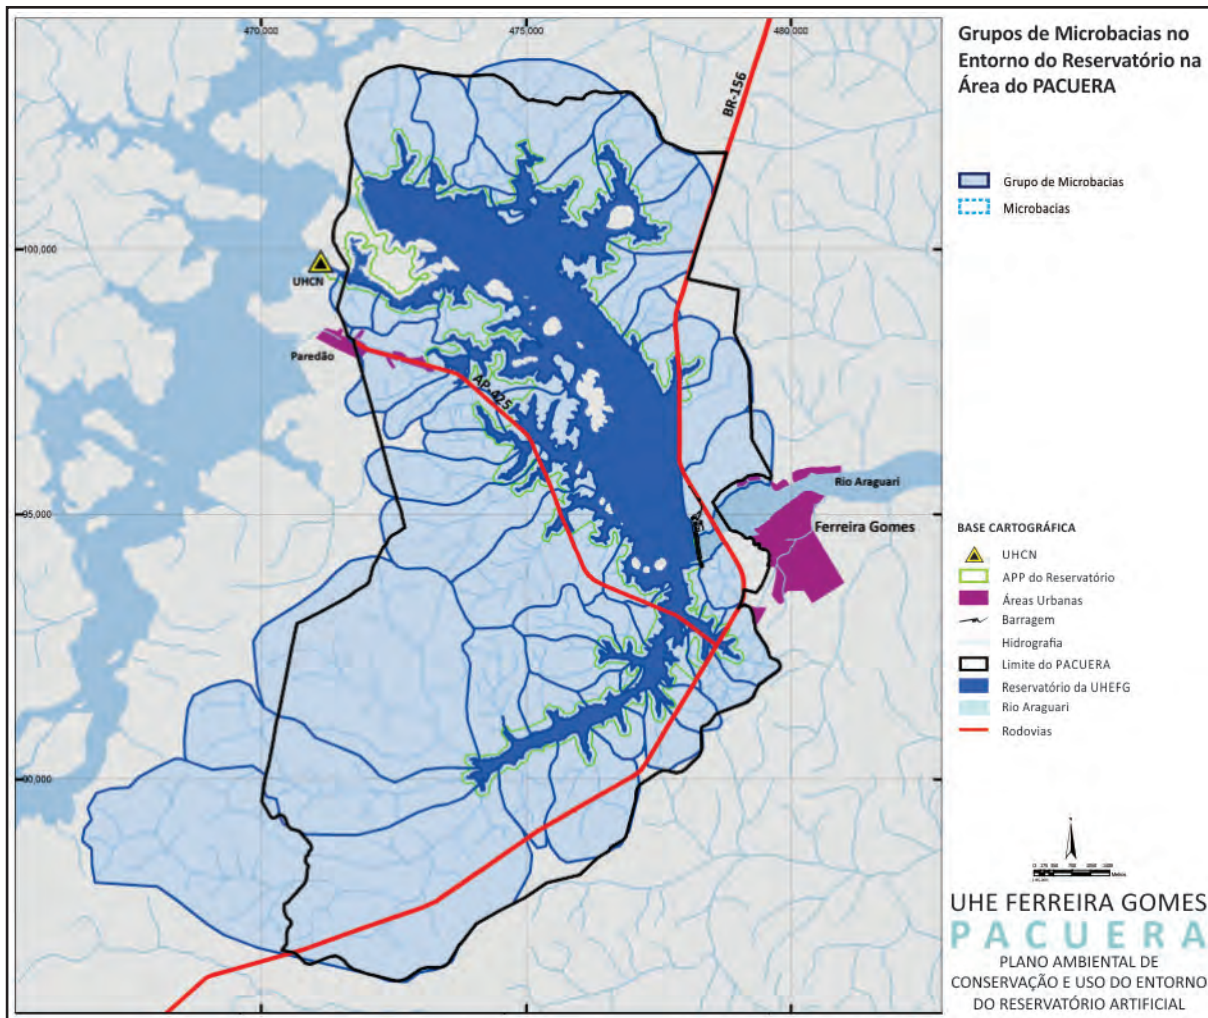 Grupos de Microbacias no
Entorno do Reservatório na
Área do PACUERA
Grupo de Microbacias
Microbacias
470,000
475,000
480,000
BR-156
100,000
UHCN
Paredão
AP-425
Rio Araguari
Ferreira Gomes
95,000
90,000
BASE CARTOGRÁFICA
UHCN
APP do Reservatório
Áreas Urbanas
Barragem
Hidrografia
Limite do PACUERA
Reservatório da UHEFG
Rio Araguari
Rodovias
UHE FERREIRA GOMES
PACUERA
PLANO AMBIENTAL DE
CONSERVAÇÃO E USO DO ENTORNO
DO RESERVATÓRIO ARTIFICIAL